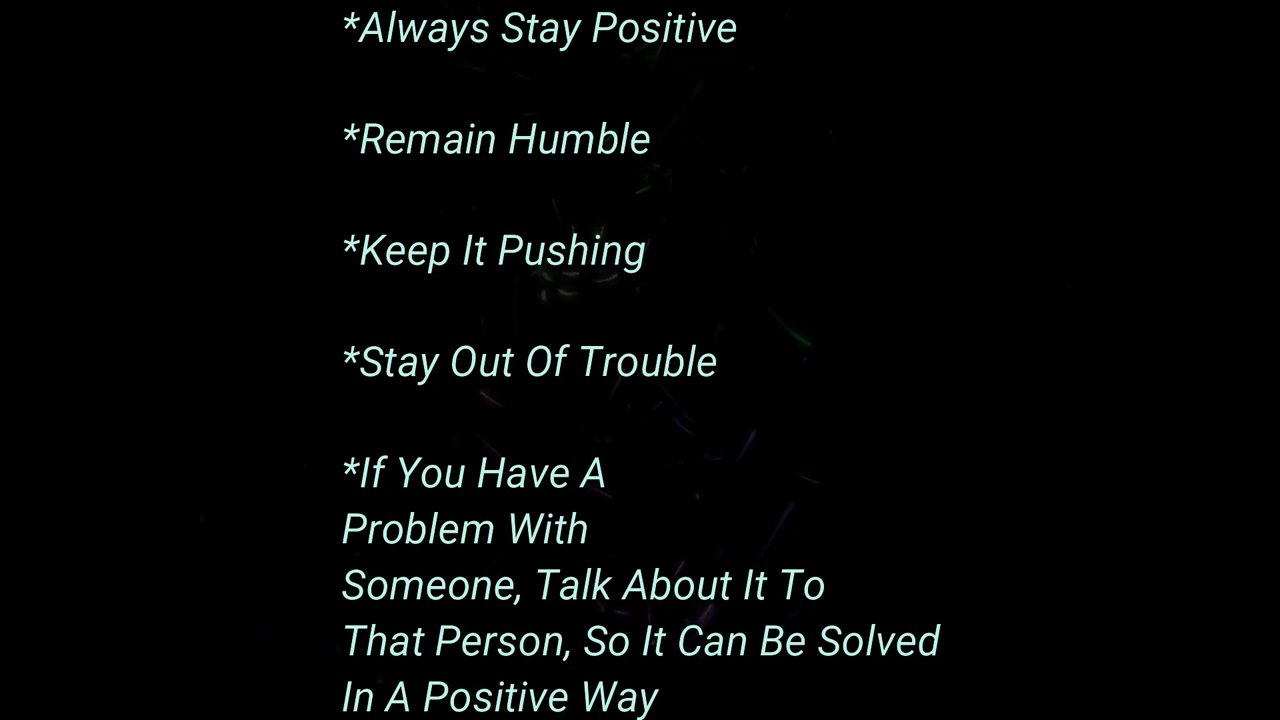 *Always Stay Positive
*Remain Humble
*Keep It Pushing
*Stay Out Of Trouble
*If You Have A
Problem With
Someone, Talk About It To
That Person, So It Can Be Solved
In A Positive Way